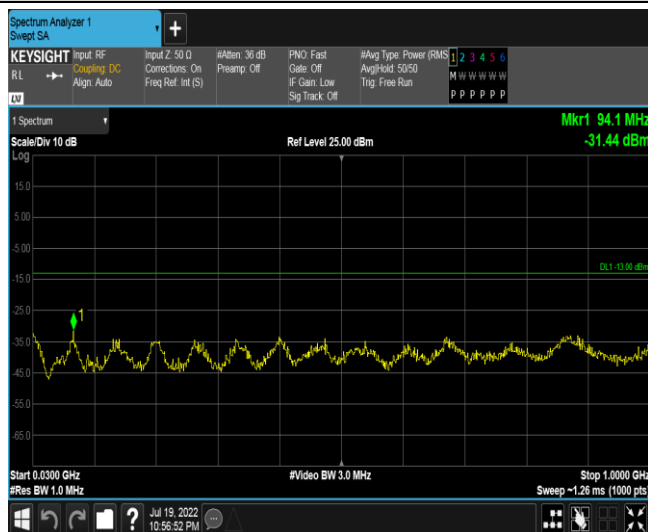 Spectrum Analyzer 1
Swept SA
+
KEYSIGHT
RL
LXI
Input: RF
Coupling: DC
Align: Auto
Input Z: 50 Ω
Corrections: On
Freq Ref: Int (S)
#Atten: 36 dB
Preamp: Off
PNO: Fast
Gate: Off
IF Gain: Low
Sig Track: Off
#Avg Type: Power (RMS
Avg|Hold: 50/50
Trig: Free Run
1 2 3 4 5 6
M W W W W W
P P P P P P
1 Spectrum
Mkr1 94.1 MHz
-31.44 dBm
Scale/Div 10 dB
Ref Level 25.00 dBm
Log
15.0
5.00
-5.00
DL1 -13.00 dBm
-15.0
-25.0
1
-35.0
-45.0
-55.0
-65.0
Start 0.0300 GHz
#Video BW 3.0 MHz
Stop 1.0000 GHz
#Res BW 1.0 MHz
Sweep ~1.26 ms (1000 pts)
?
Jul 19, 2022
10:56:52 PM